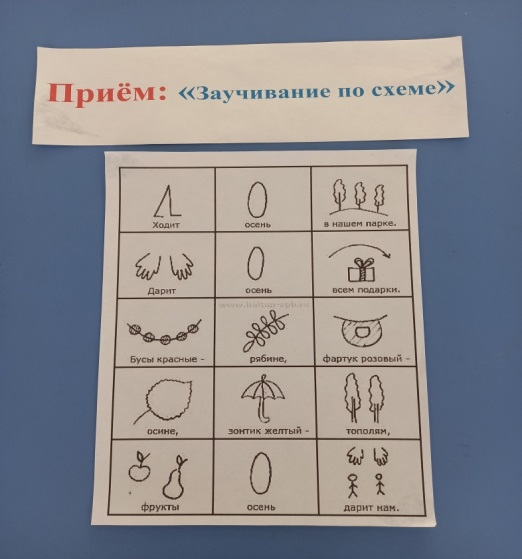 Приём: «Заучивание по схеме»
Ходит осень в нашем парке.
Дарит осень всем подарки.
Бусы красные - рябине, фартук розовый -
осине, зонтик желтый - тополям,
фрукты осень дарит нам.